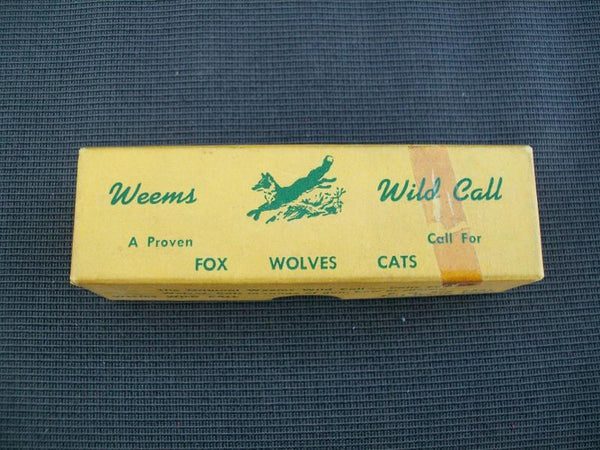 Weems Wild Call
A Proven Call For
FOX WOLVES CATS